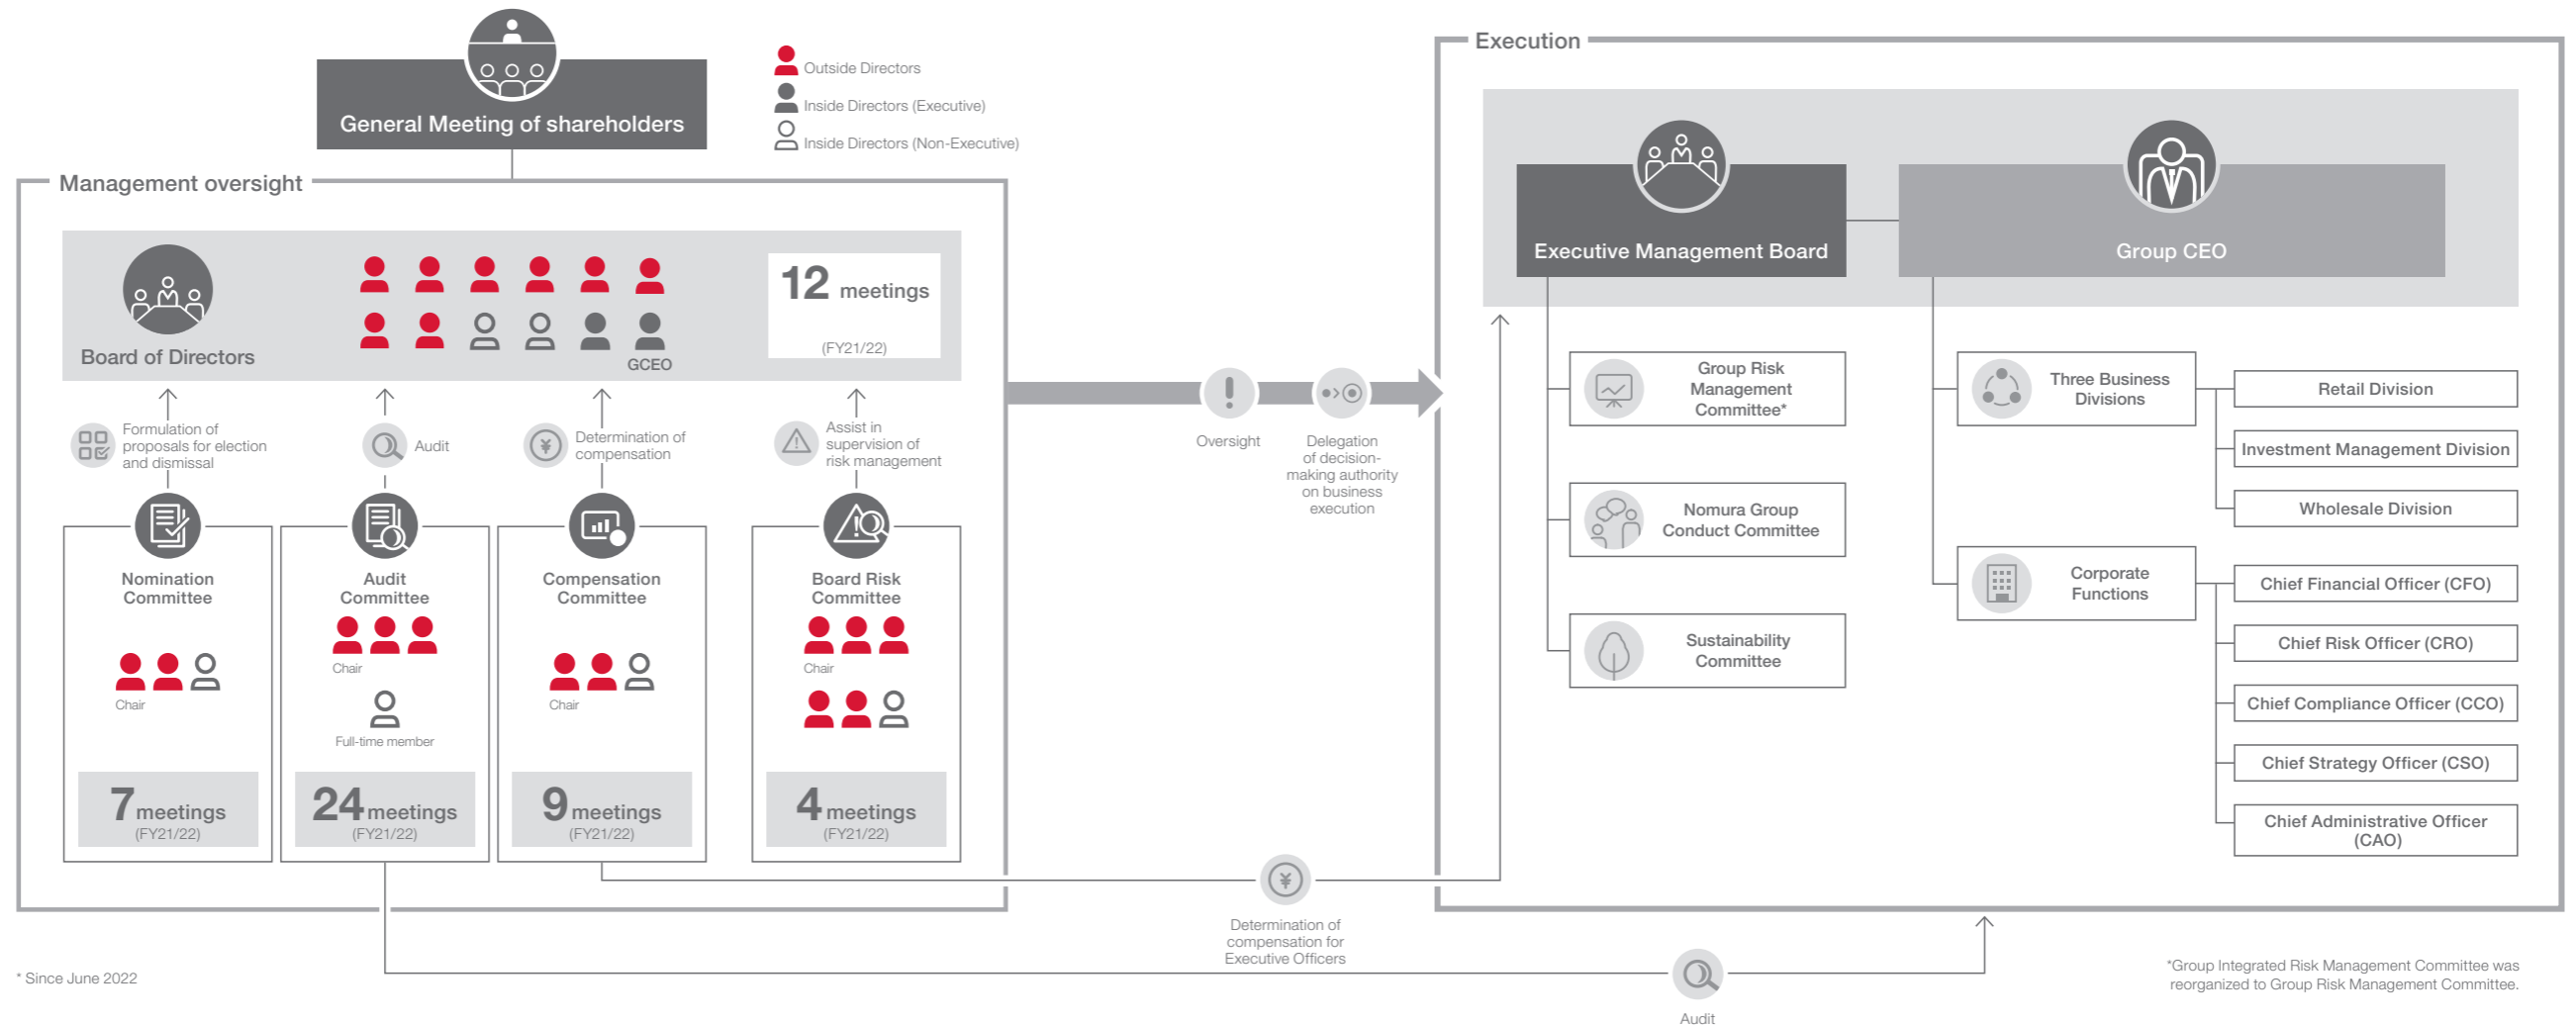 General Meeting of shareholders
Outside Directors
Inside Directors (Executive)
Inside Directors (Non-Executive)
Management oversight
Board of Directors
GCEO
12 meetings
(FY21/22)
Formulation of
proposals for election
and dismissal
Audit
Determination of
compensation
Assist in
supervision of
risk management
Nomination
Committee
Chair
7 meetings
(FY21/22)
Audit
Committee
Chair
Full-time member
24 meetings
(FY21/22)
Compensation
Committee
Chair
9 meetings
(FY21/22)
Board Risk
Committee
Chair
4 meetings
(FY21/22)
Oversight
Delegation
of decision-
making authority
on business
execution
Determination of
compensation for
Executive Officers
Audit
Execution
Executive Management Board
Group CEO
Group Risk
Management
Committee*
Nomura Group
Conduct Committee
Sustainability
Committee
Three Business
Divisions
Retail Division
Investment Management Division
Wholesale Division
Corporate
Functions
Chief Financial Officer (CFO)
Chief Risk Officer (CRO)
Chief Compliance Officer (CCO)
Chief Strategy Officer (CSO)
Chief Administrative Officer
(CAO)
* Since June 2022
*Group Integrated Risk Management Committee was
reorganized to Group Risk Management Committee.